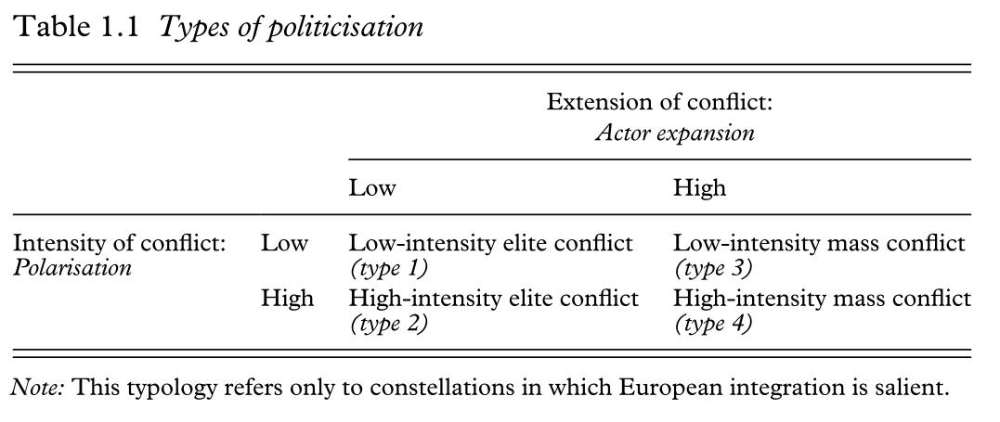 Table 1.1 Types of politicisation
Extension of conflict:
Actor expansion
Low High
Intensity of conflict: Low Low-intensity elite conflict Low-intensity mass conflict
Polarisation (type 1) (type 3)
High High-intensity elite conflict High-intensity mass conflict
(type 2) (type 4)
Note: This typology refers only to constellations in which European integration is salient.